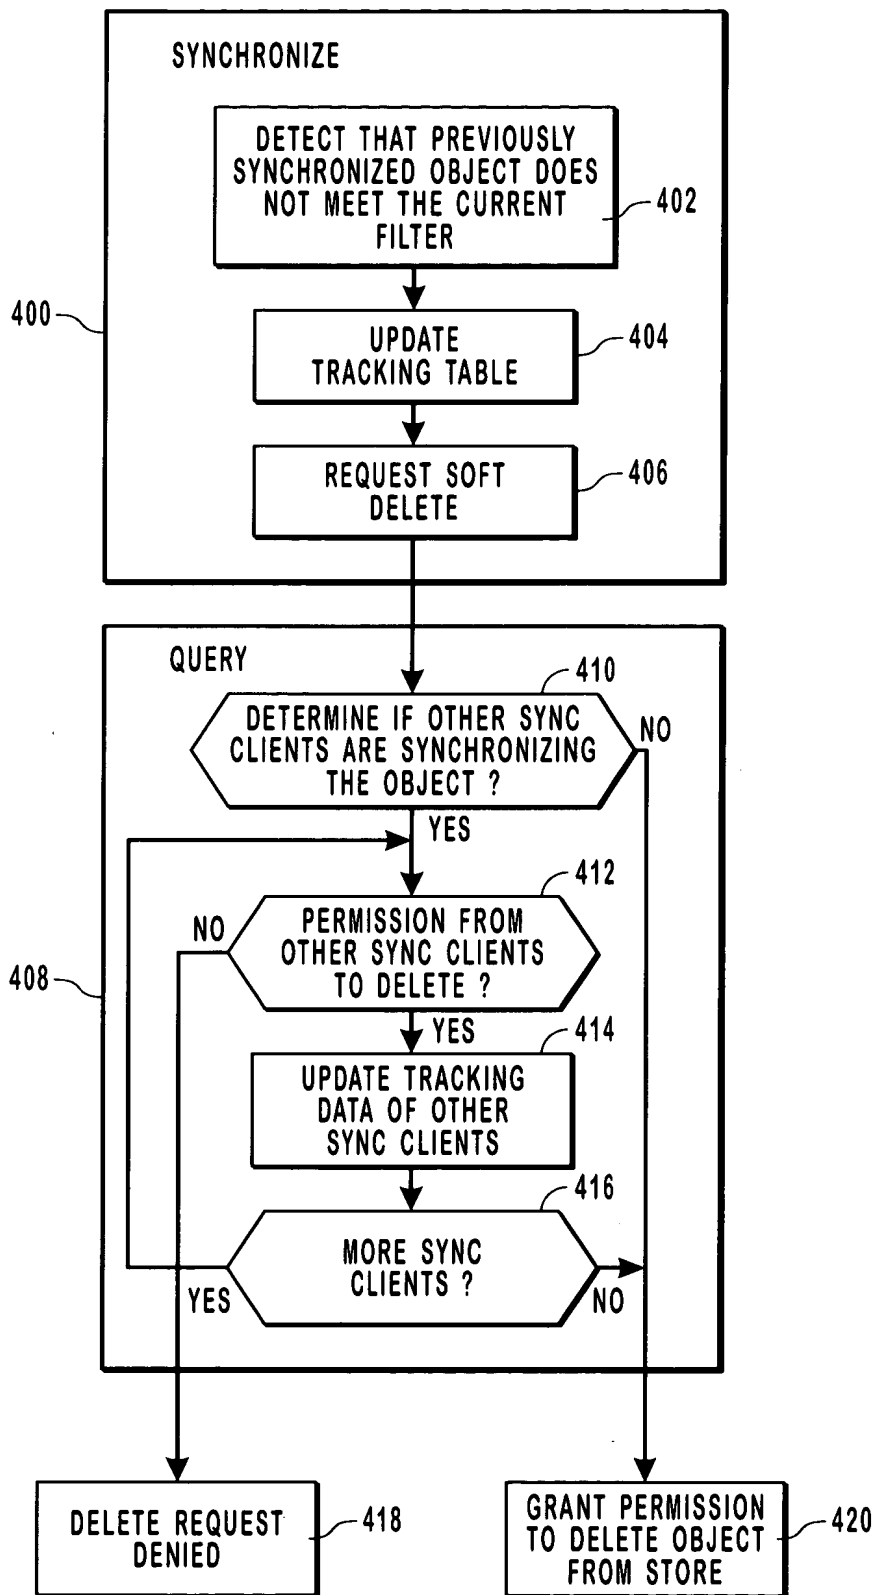 SYNCHRONIZE
DETECT THAT PREVIOUSLY
SYNCHRONIZED OBJECT DOES
NOT MEET THE CURRENT
FILTER
402
400
UPDATE
TRACKING TABLE
404
REQUEST SOFT
DELETE
406
QUERY
410
DETERMINE IF OTHER SYNC
CLIENTS ARE SYNCHRONIZING
THE OBJECT ?
NO
YES
412
NO
PERMISSION FROM
OTHER SYNC CLIENTS
TO DELETE ?
408
YES
414
UPDATE TRACKING
DATA OF OTHER
SYNC CLIENTS
416
MORE SYNC
CLIENTS ?
YES
NO
DELETE REQUEST
DENIED
418
GRANT PERMISSION
TO DELETE OBJECT
FROM STORE
420